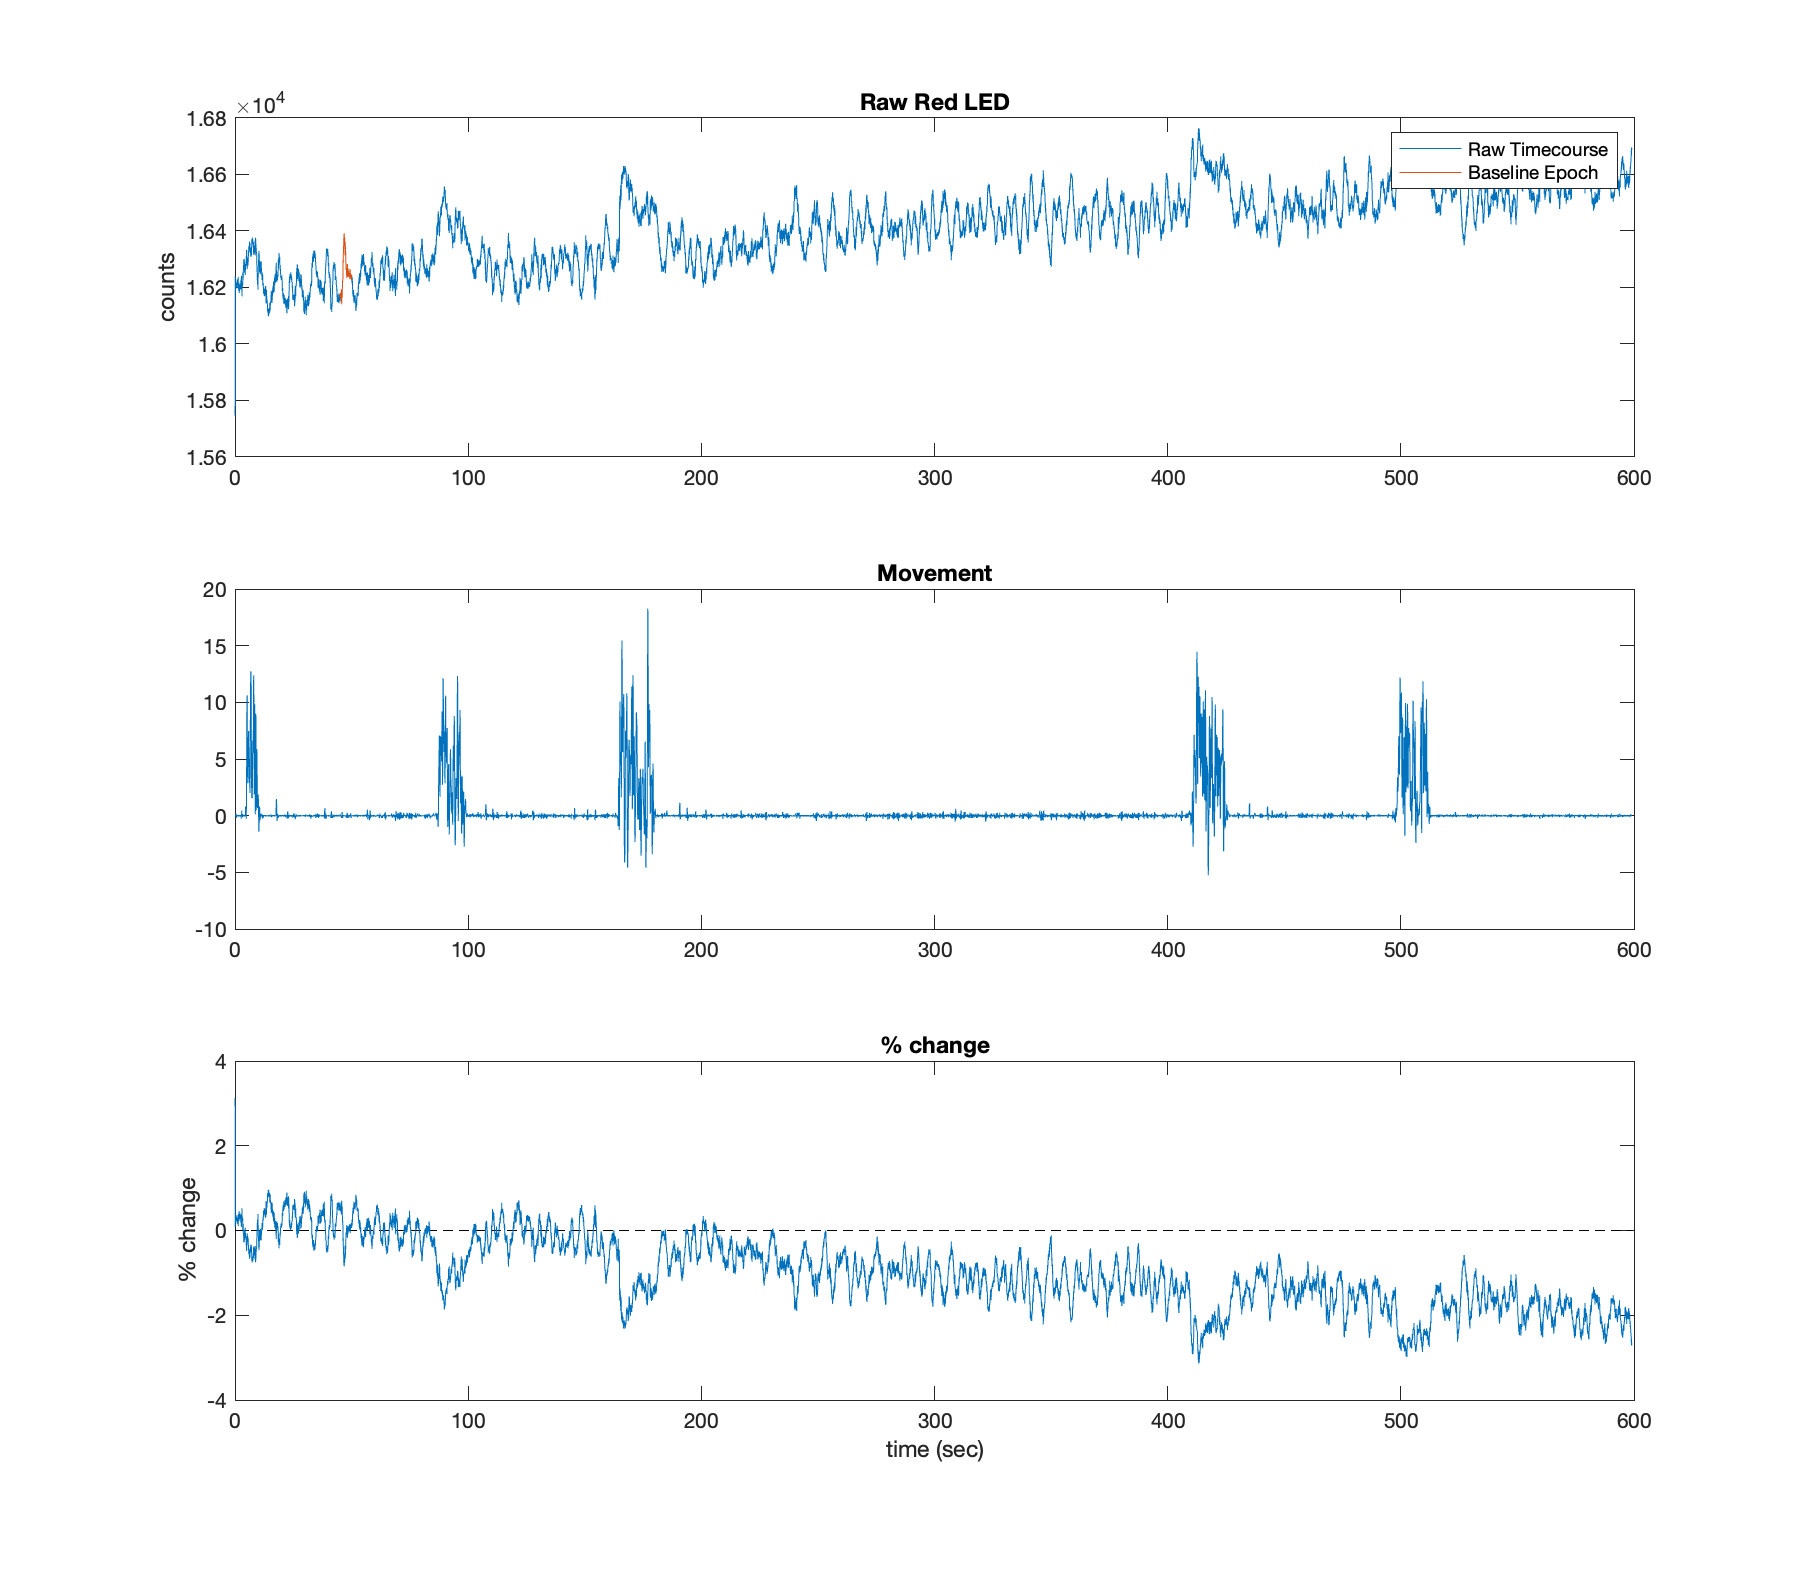 Raw Red LED
×10^4
1.68
1.66
1.64
1.62
1.6
1.58
1.56
counts
Raw Timecourse
Baseline Epoch
0 100 200 300 400 500 600
Movement
20
15
10
5
0
-5
-10
0 100 200 300 400 500 600
% change
4
2
0
-2
-4
% change
0 100 200 300 400 500 600
time (sec)